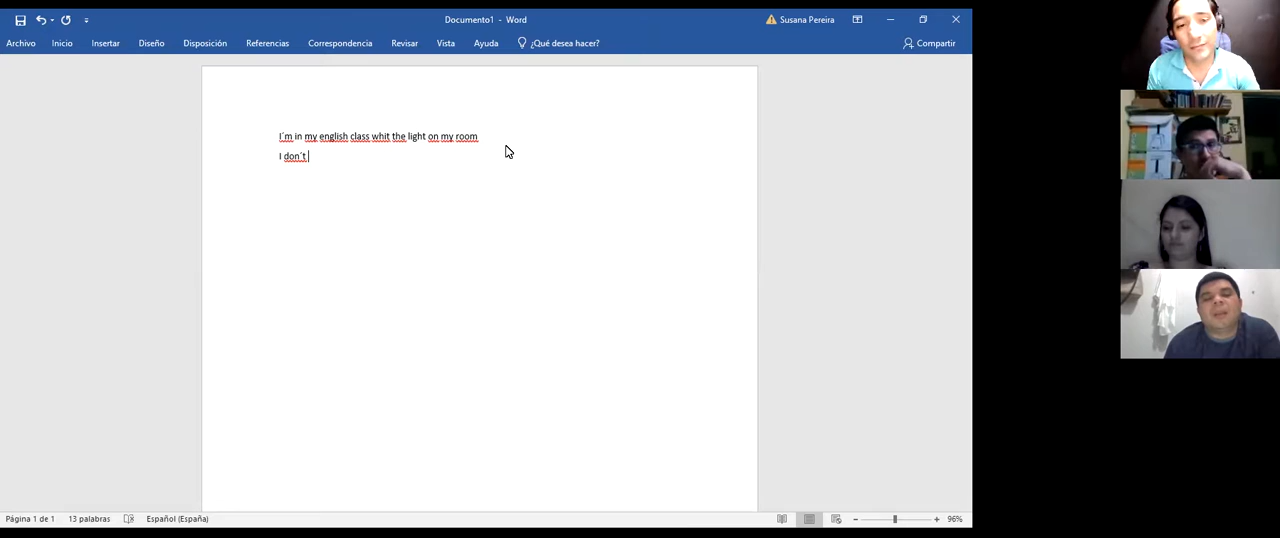 Documento1 - Word
Susana Pereira
Archivo Inicio Insertar Diseño Disposición Referencias Correspondencia Revisar Vista Ayuda ¿Qué desea hacer? Compartir
I´m in my english class whit the light on my room
I don´t
Página 1 de 1 13 palabras Español (España) 96%